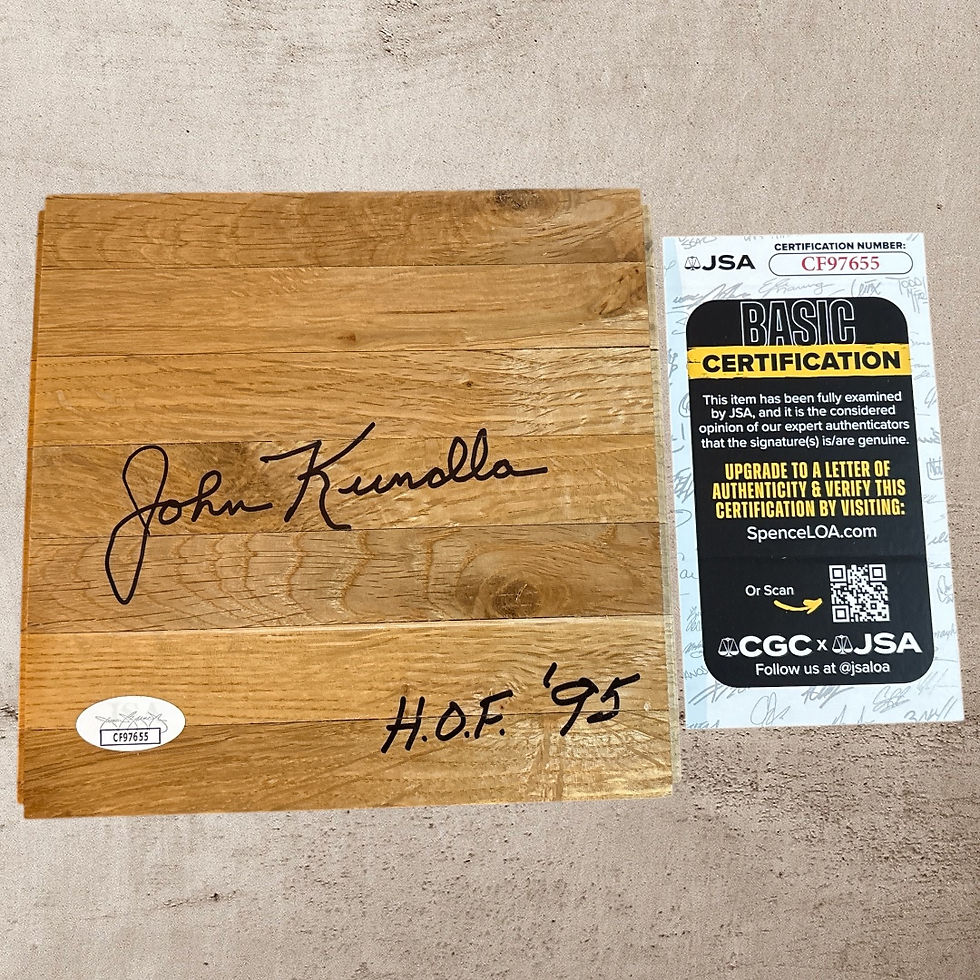 John Kundla
H.O.F. '95
CF97655
JSA
CERTIFICATION NUMBER:
CF97655
BASIC
CERTIFICATION
This item has been fully examined
by JSA, and it is the considered
opinion of our expert authenticators
that the signature(s) is/are genuine.
UPGRADE TO A LETTER OF
AUTHENTICITY & VERIFY THIS
CERTIFICATION BY VISITING:
SpenceLOA.com
Or Scan
CGC x JSA
Follow us at @jsaloa